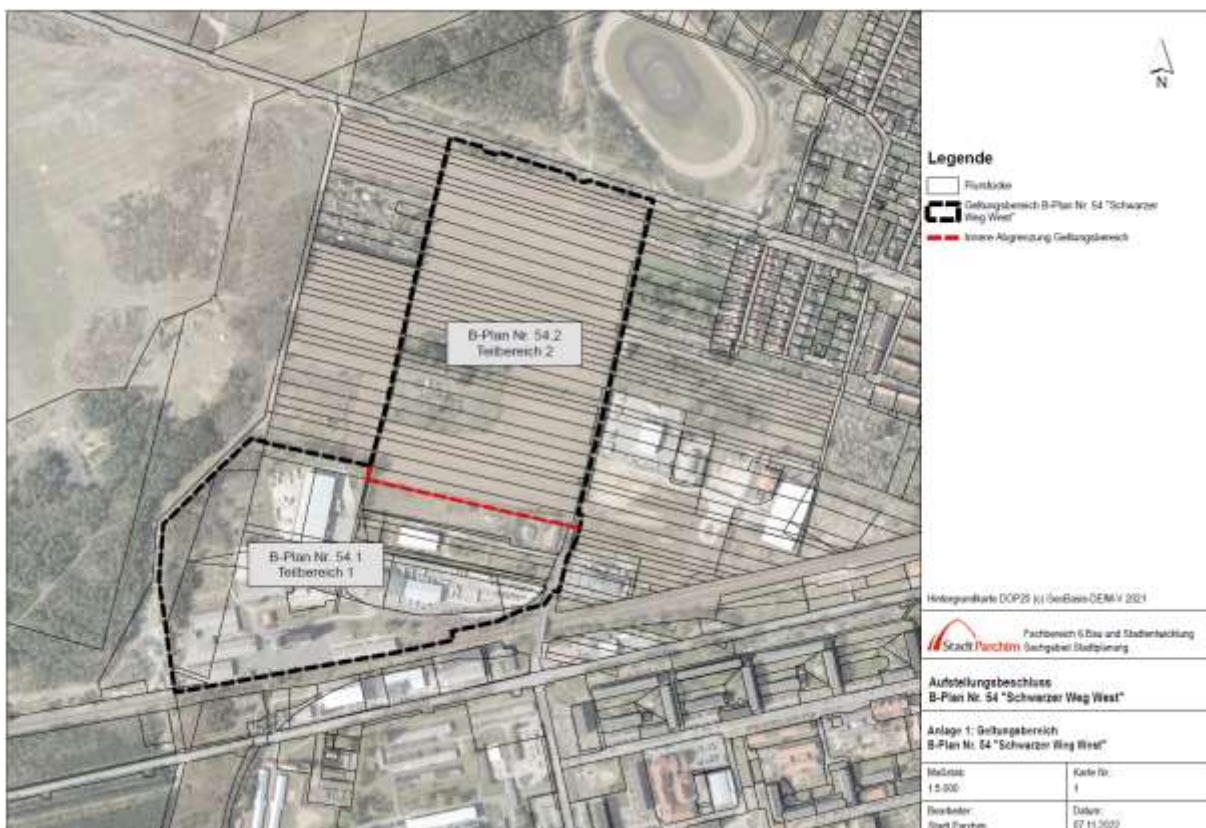 N
Legende
Flurstücke
Geltungsbereich B-Plan Nr. 54 "Schwarzer
Weg West"
Innere Abgrenzung Geltungsbereich
B-Plan Nr. 54.2
Teilbereich 2
B-Plan Nr. 54.1
Teilbereich 1
Hintergrundkarte DOP20 (c) GeoBasis-DE/M-V 2021
Stadt Parchim
Fachbereich 6 Bau und Stadtentwicklung
Sachgebiet Stadtplanung
Aufstellungsbeschluss
B-Plan Nr. 54 "Schwarzer Weg West"
Anlage 1: Geltungsbereich
B-Plan Nr. 54 "Schwarzer Weg West"
Maßstab:
1:5.000
Karte Nr.:
1
Bearbeiter:
Stadt Parchim
Datum:
07.11.2022